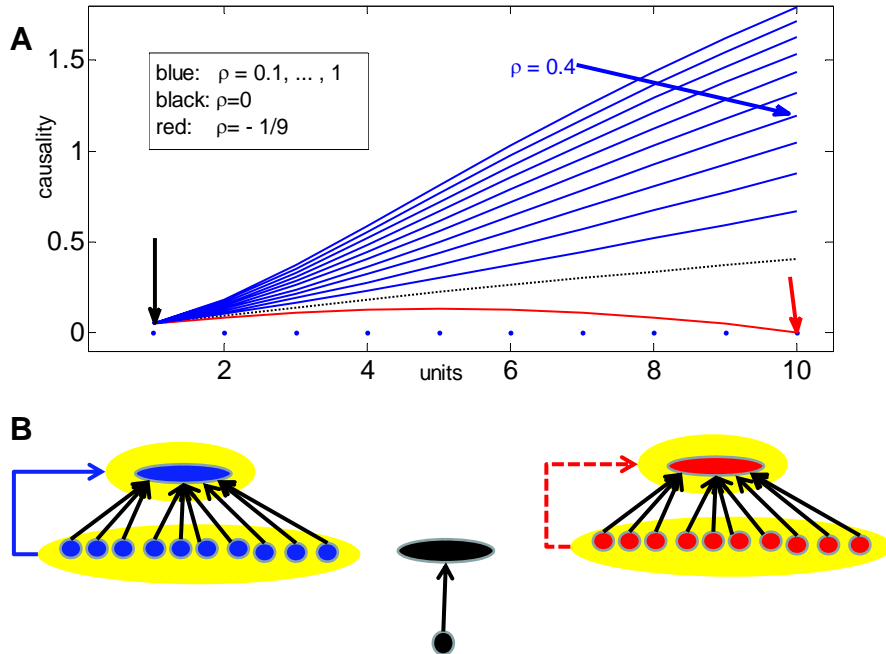 A
1.5
1
0.5
0
causality
blue: ρ = 0.1, ... , 1
black: ρ=0
red: ρ= - 1/9
ρ = 0.4
2
4
6
8
10
units
B